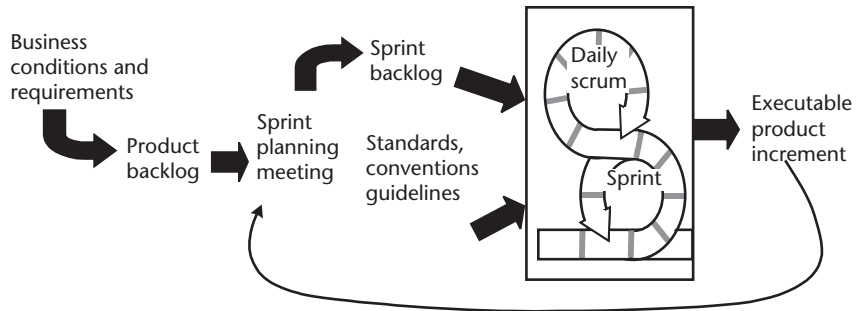 Business
conditions and
requirements
Product
backlog
Sprint
planning
meeting
Sprint
backlog
Standards,
conventions
guidelines
Daily
scrum
Sprint
Executable
product
increment